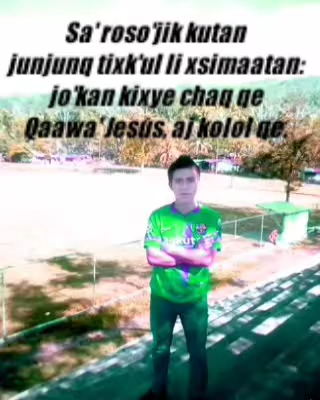 Sa' roso'jik kutan
junjunq tixk'ul li xsimaatan:
jo'kan kixye chaq qe
Qaawa' Jesus, aj kolol qe.